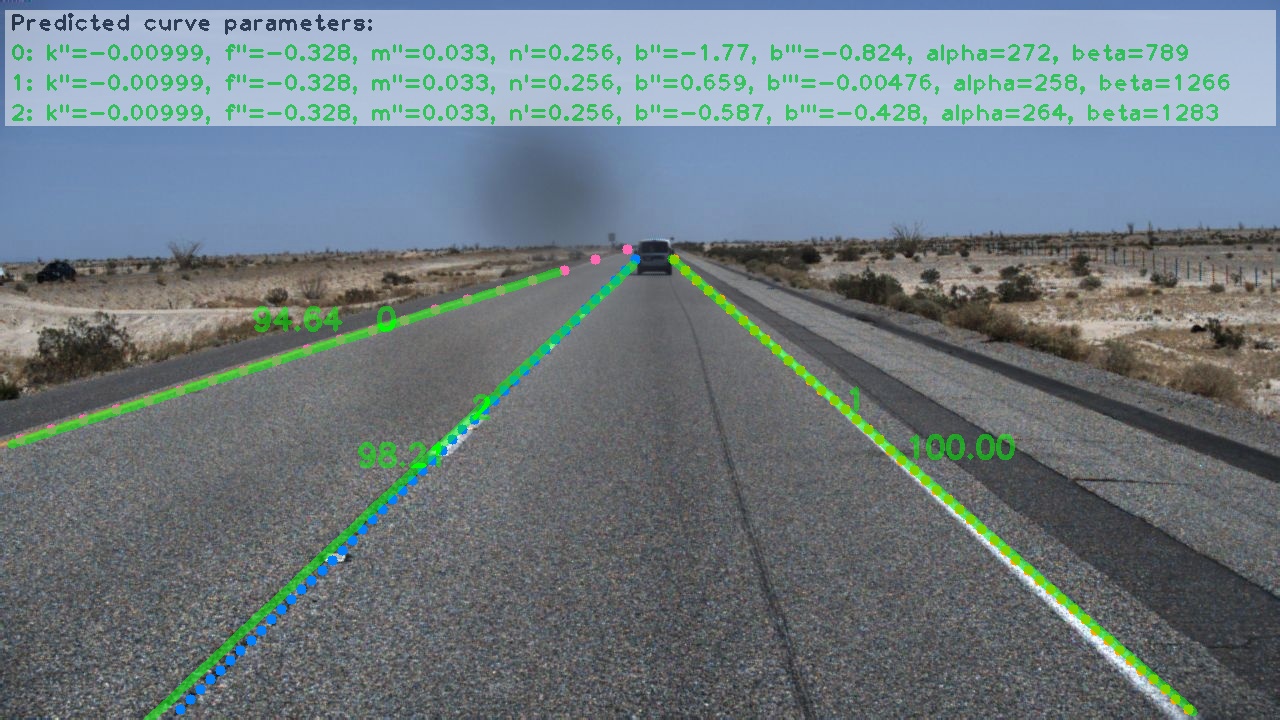 Predicted curve parameters:
0: k''=-0.00999, f''=-0.328, m''=0.033, n'=0.256, b''=-1.77, b'''=-0.824, alpha=272, beta=789
1: k''=-0.00999, f''=-0.328, m''=0.033, n'=0.256, b''=0.659, b'''=-0.00476, alpha=258, beta=1266
2: k''=-0.00999, f''=-0.328, m''=0.033, n'=0.256, b''=-0.587, b'''=-0.428, alpha=264, beta=1283
94.64 0
2 1
100.00